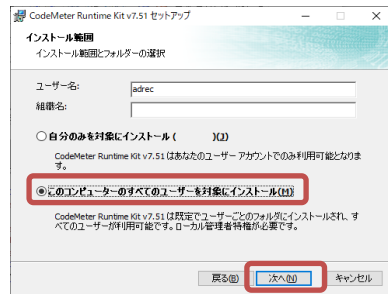 CodeMeter Runtime Kit v7.51 セットアップ
インストール範囲
インストール範囲とフォルダーの選択
ユーザー名:
adrec
組織名:
自分のみを対象にインストール ( )(J)
CodeMeter Runtime Kit v7.51 はあなたのユーザー アカウントでのみ利用可能となりま
す。
このコンピューターのすべてのユーザーを対象にインストール(M)
CodeMeter Runtime Kit v7.51 は既定でユーザーごとのフォルダにインストールされ、す
べてのユーザーが利用可能です。ローカル管理者特権が必要です。
戻る(B) 次へ(N) キャンセル